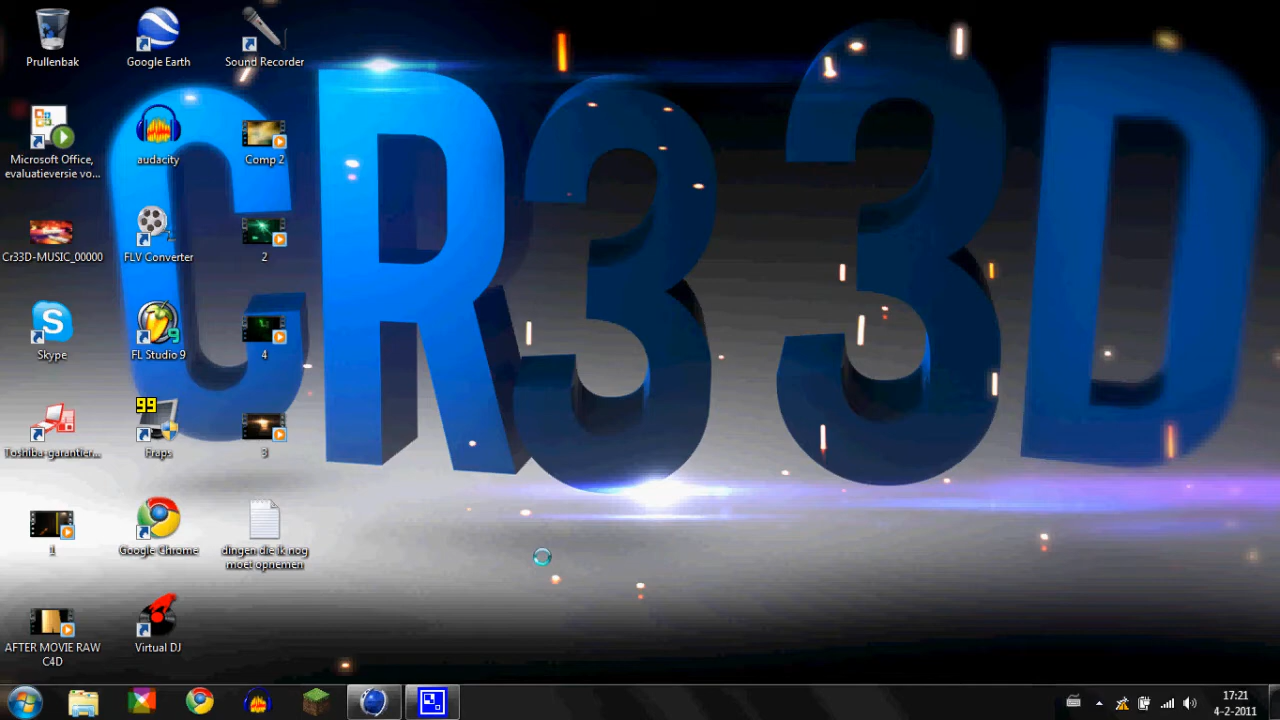 CR33D
Prullenbak
Google Earth
Sound Recorder
Microsoft Office,
evaluatieversie vo...
audacity
Comp 2
Cr33D-MUSIC_00000
FLV Converter
2
Skype
FL Studio 9
4
Toshiba-garantier...
99
Fraps
3
1
Google Chrome
dingen die ik nog
moet opnemen
AFTER MOVIE RAW
C4D
Virtual DJ
17:21
4-2-2011